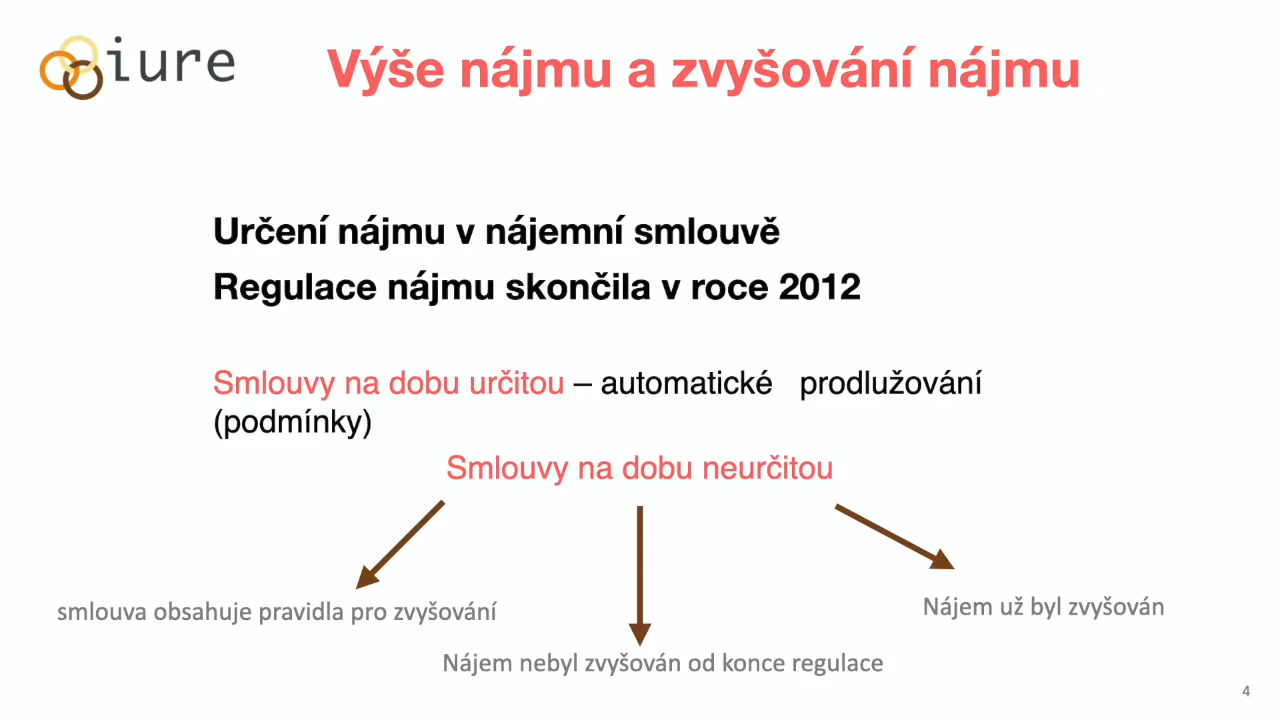 iure
Výše nájmu a zvyšování nájmu
Určení nájmu v nájemní smlouvě
Regulace nájmu skončila v roce 2012
Smlouvy na dobu určitou – automatické prodlužování
(podmínky)
Smlouvy na dobu neurčitou
smlouva obsahuje pravidla pro zvyšování
Nájem už byl zvyšován
Nájem nebyl zvyšován od konce regulace
4